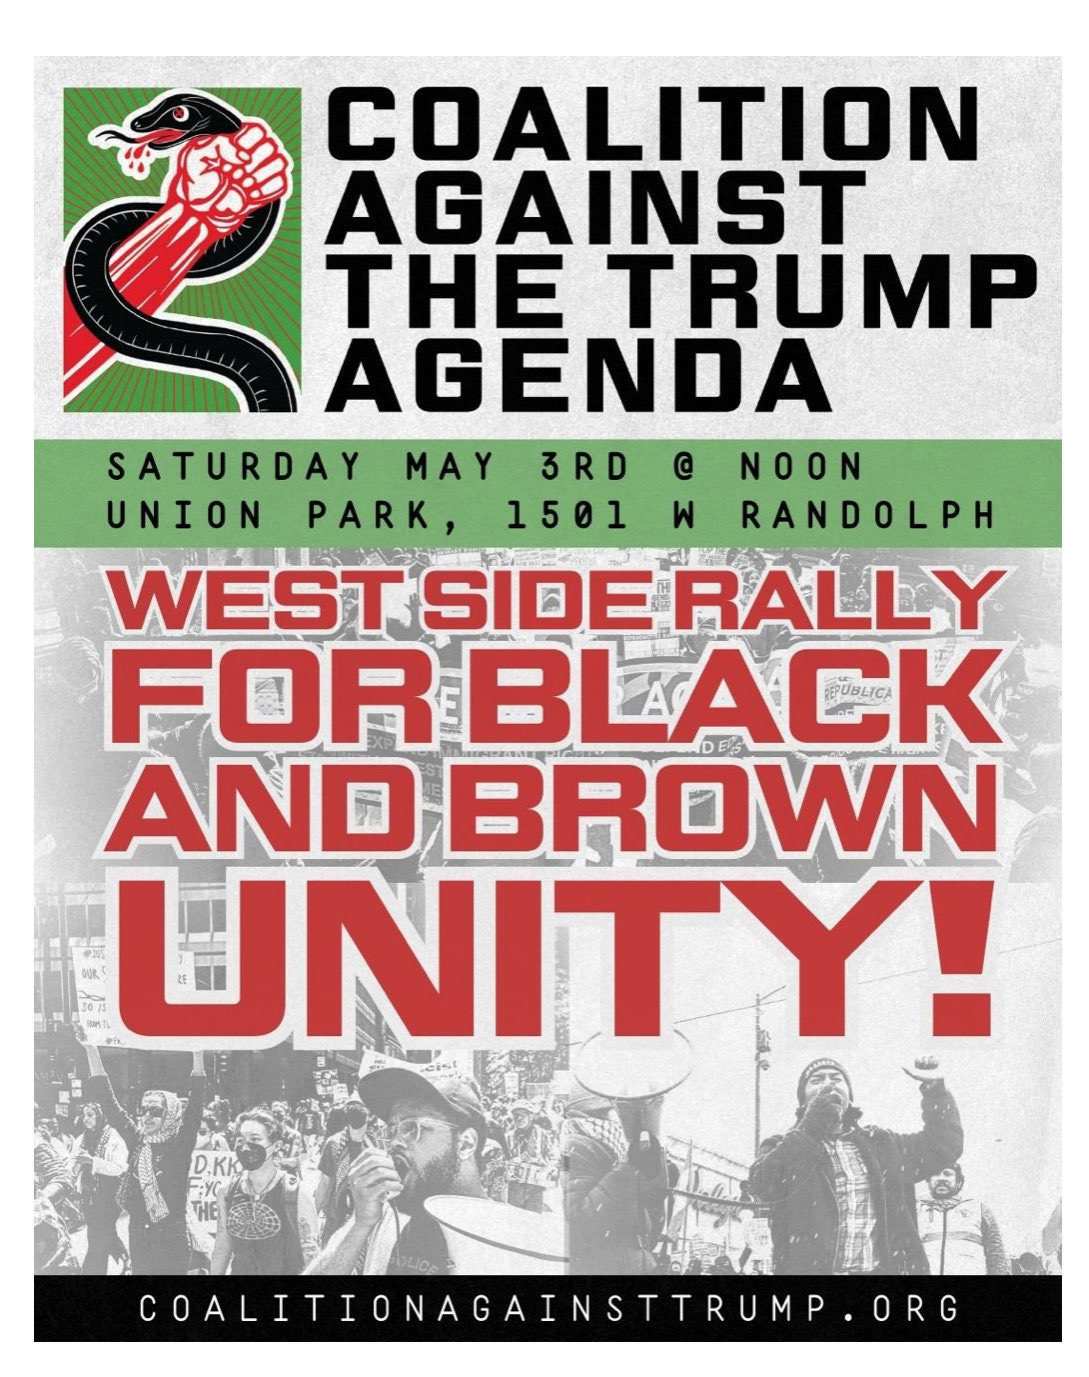 COALITION
AGAINST
THE TRUMP
AGENDA
SATURDAY MAY 3RD @ NOON
UNION PARK, 1501 W RANDOLPH
WEST SIDE RALLY
FOR BLACK
AND BROWN
UNITY!
COALITIONAGAINSTTRUMP.ORG